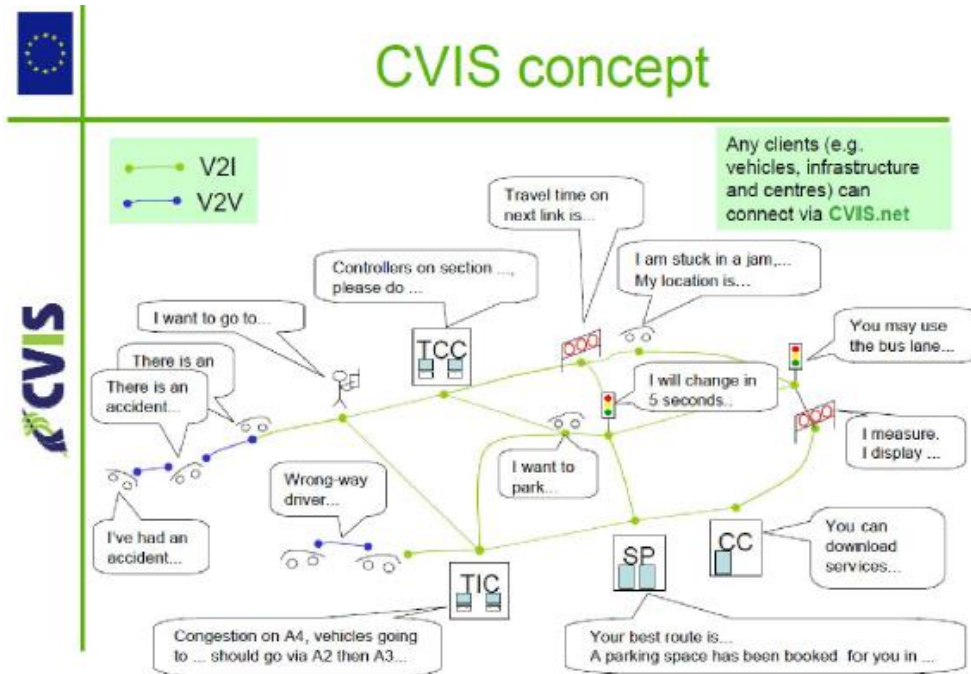 CVIS concept
V2I
V2V
Any clients (e.g.
vehicles, infrastructure
and centres) can
connect via CVIS.net
Travel time on
next link is...
I am stuck in a jam,...
My location is...
Controllers on section ...,
please do ...
I want to go to...
TCC
You may use
the bus lane...
There is an
There is an
accident...
I will change in
5 seconds..
CVIS
I measure.
I display ...
I want to
park...
Wrong-way
driver...
I've had an
accident...
You can
download
services...
TIC
SP
CC
Congestion on A4, vehicles going
to ... should go via A2 then A3...
Your best route is...
A parking space has been booked for you in ...